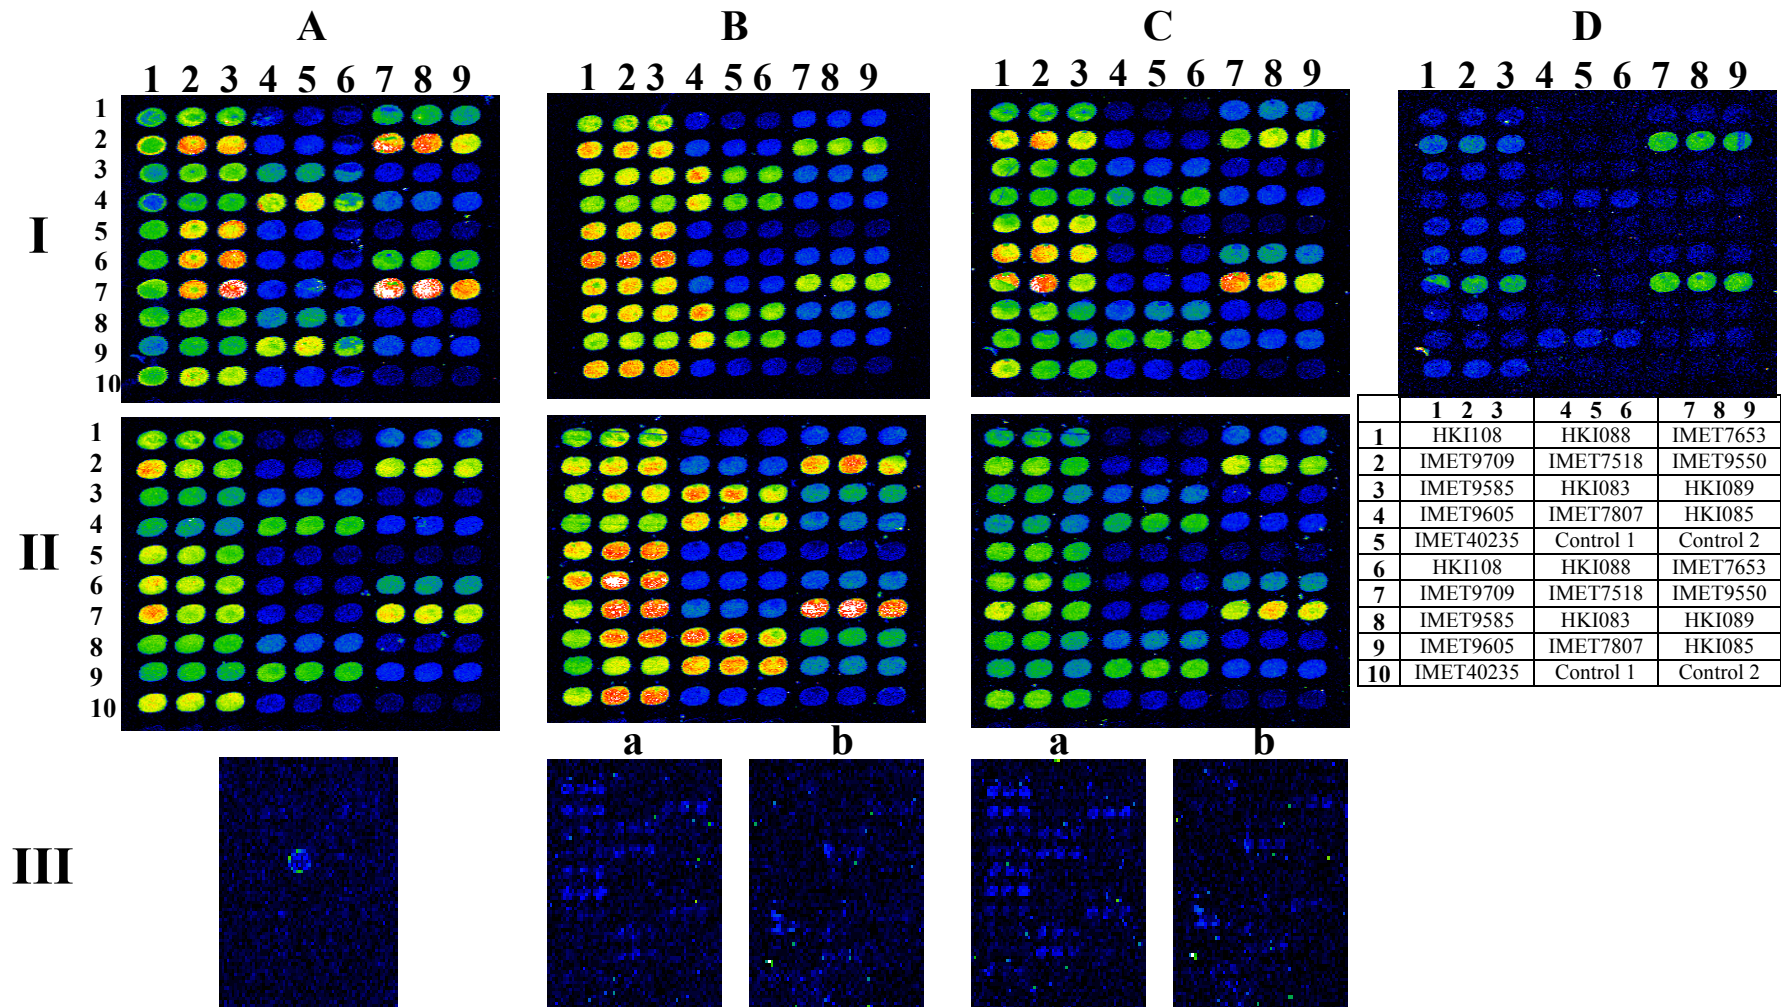 A B C D
1 2 3 4 5 6 7 8 9
1 2 3 4 5 6 7 8 9
1 2 3 4 5 6 7 8 9
1 2 3 4 5 6 7 8 9
I
1
2
3
4
5
6
7
8
9
10
1 2 3 4 5 6 7 8 9
1 HKI108 HKI088 IMET7653
2 IMET9709 IMET7518 IMET9550
3 IMET9585 HKI083 HKI089
4 IMET9605 IMET7807 HKI085
5 IMET40235 Control 1 Control 2
6 HKI108 HKI088 IMET7653
7 IMET9709 IMET7518 IMET9550
8 IMET9585 HKI083 HKI089
9 IMET9605 IMET7807 HKI085
10 IMET40235 Control 1 Control 2
II
1
2
3
4
5
6
7
8
9
10
a b a b
III